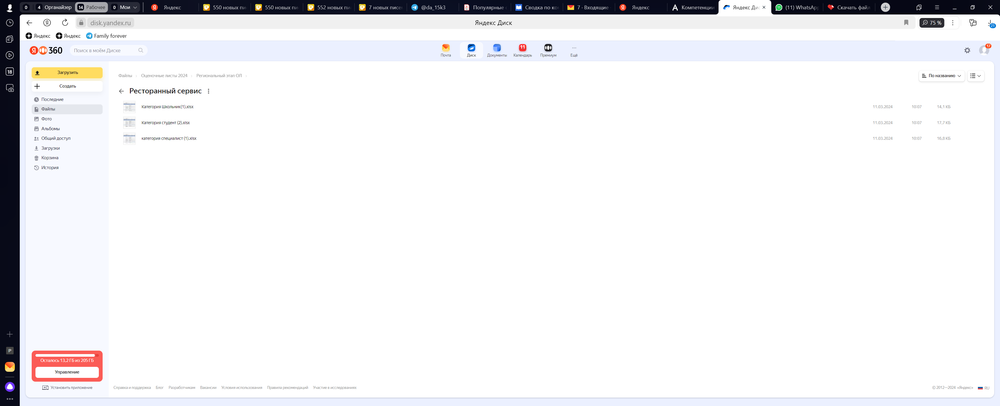 0 4 Органайзер 14 Рабочее 0 Мои Яндекс 550 новых пис 550 новых пис 552 новых пис 7 новых писем @da_15k3 Популярные Сводка по ком 7 · Входящие Яндекс Компетенции Яндекс Дис (11) WhatsApp Скачать файл
disk.yandex.ru Яндекс Диск 75 % 21
Яндекс Яндекс Family forever
18
Я 360 Поиск в моём Диске 11 17
Почта Диск Документы Календарь Премиум Ещё
Загрузить
Создать
Последние
Файлы
Фото
Альбомы
Общий доступ
Загрузки
Корзина
История
Файлы Оценочные листы 2024 Региональный этап ОЛ По названию
Ресторанный сервис
Категория Школьник(1).xlsx 11.03.2024 10:07 14,1 КБ
Категория студент (2).xlsx 11.03.2024 10:07 17,7 КБ
категория специалист (1).xlsx 11.03.2024 10:07 16,8 КБ
P
Осталось 13,2 ГБ из 205 ГБ
Управление
Установить приложение Справка и поддержка Блог Разработчикам Вакансии Условия использования Правила рекомендаций Участие в исследованиях © 2012—2024 «Яндекс» RU